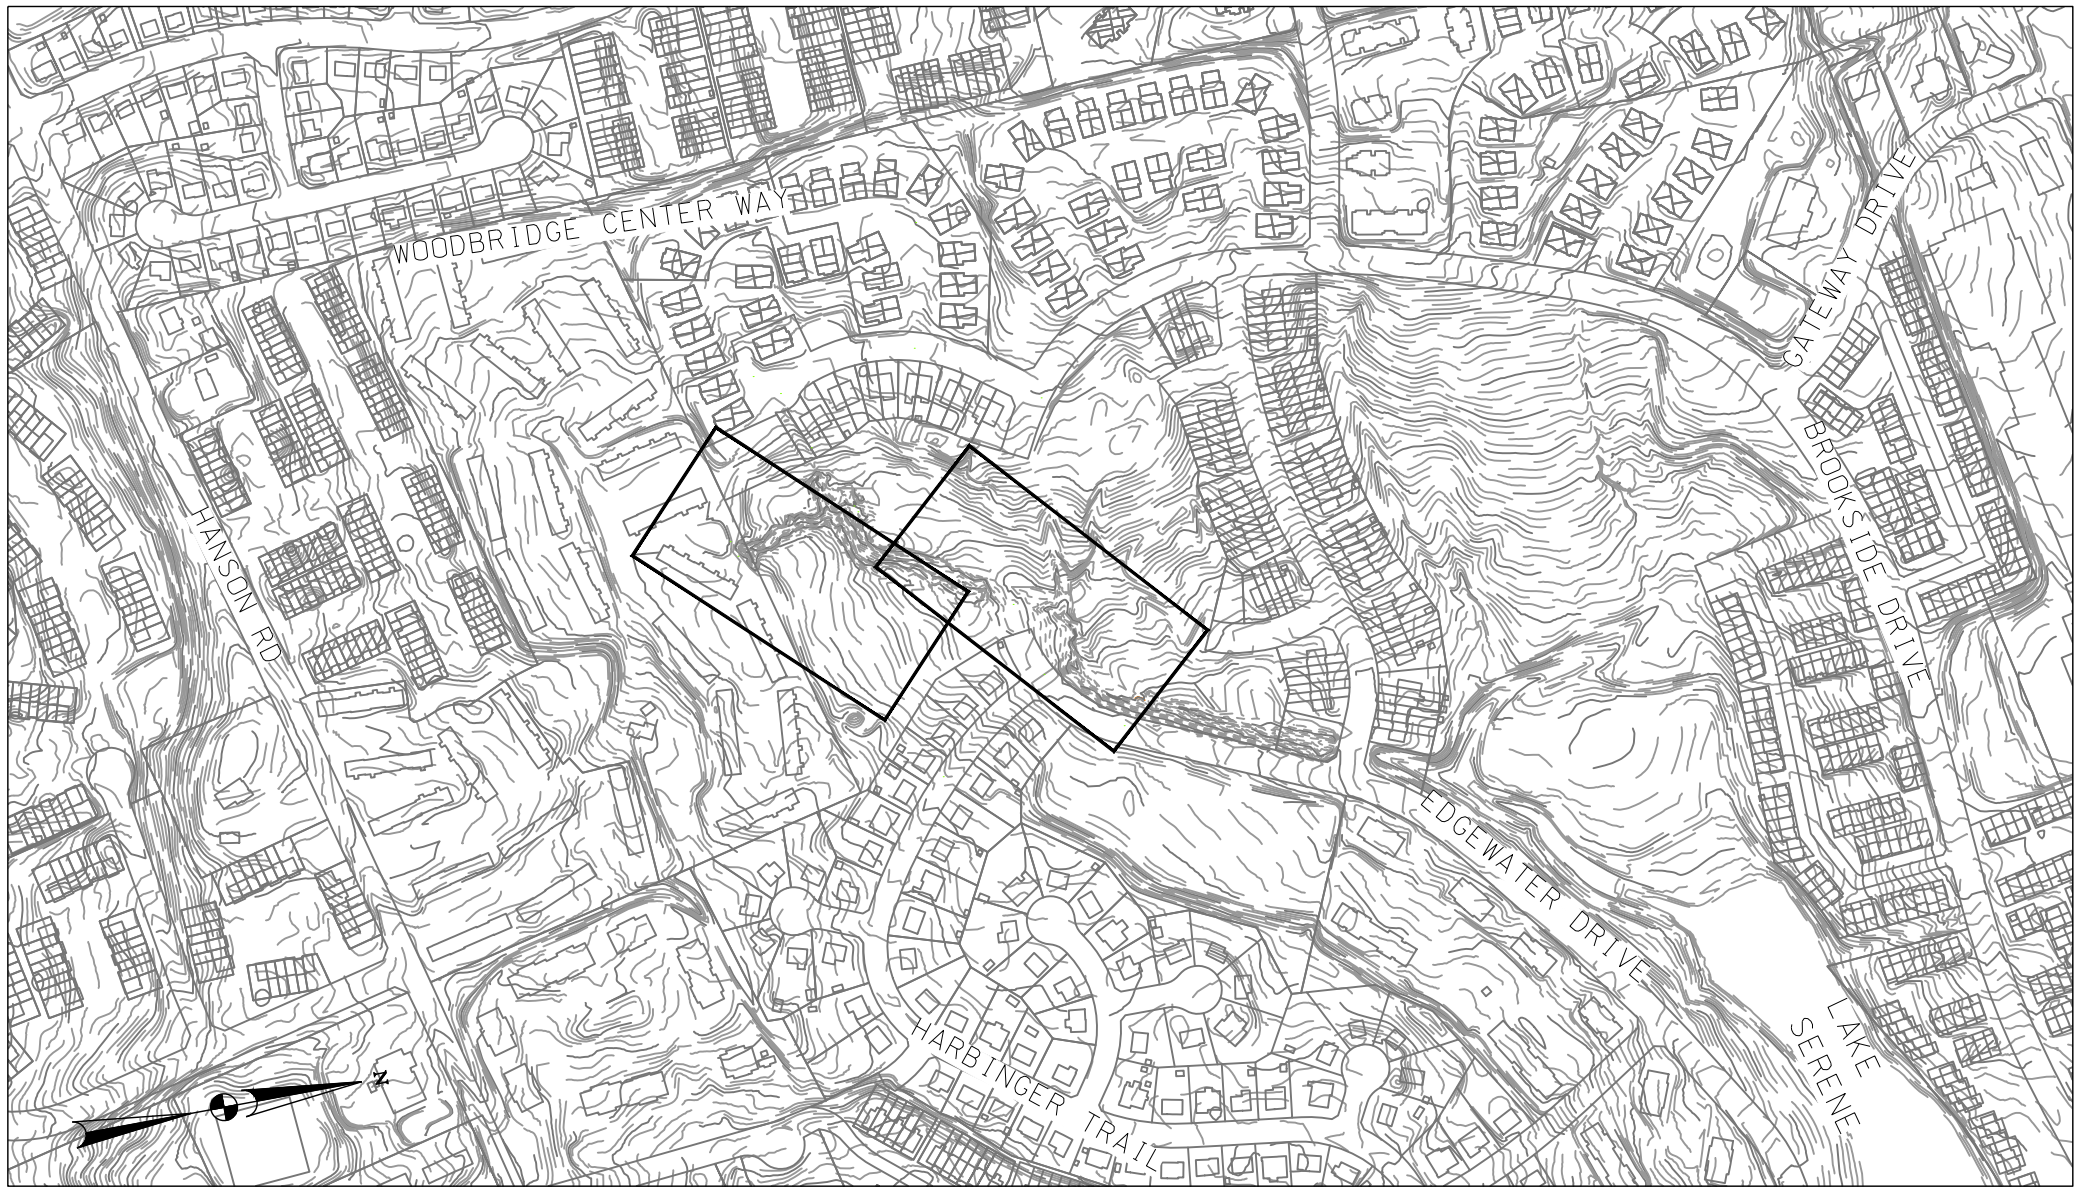 WOODBRIDGE CENTER WAY
GATEWAY DRIVE
HANSON RD
BROOKSIDE DRIVE
EDGEWATER DRIVE
LAKE
SERENE
HARBINGER TRAIL
N